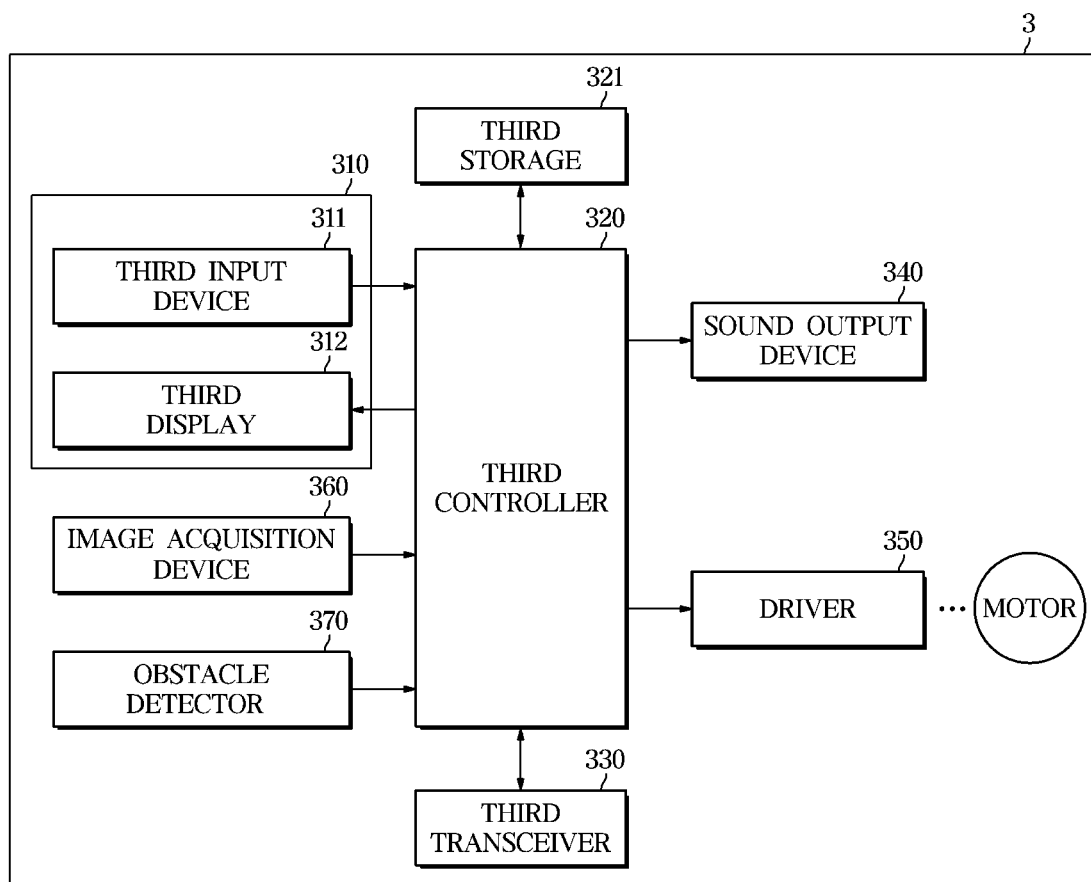 3
321
THIRD
STORAGE
310
311
THIRD INPUT
DEVICE
312
THIRD
DISPLAY
320
THIRD
CONTROLLER
340
SOUND OUTPUT
DEVICE
360
IMAGE ACQUISITION
DEVICE
350
DRIVER
•••
MOTOR
370
OBSTACLE
DETECTOR
330
THIRD
TRANSCEIVER